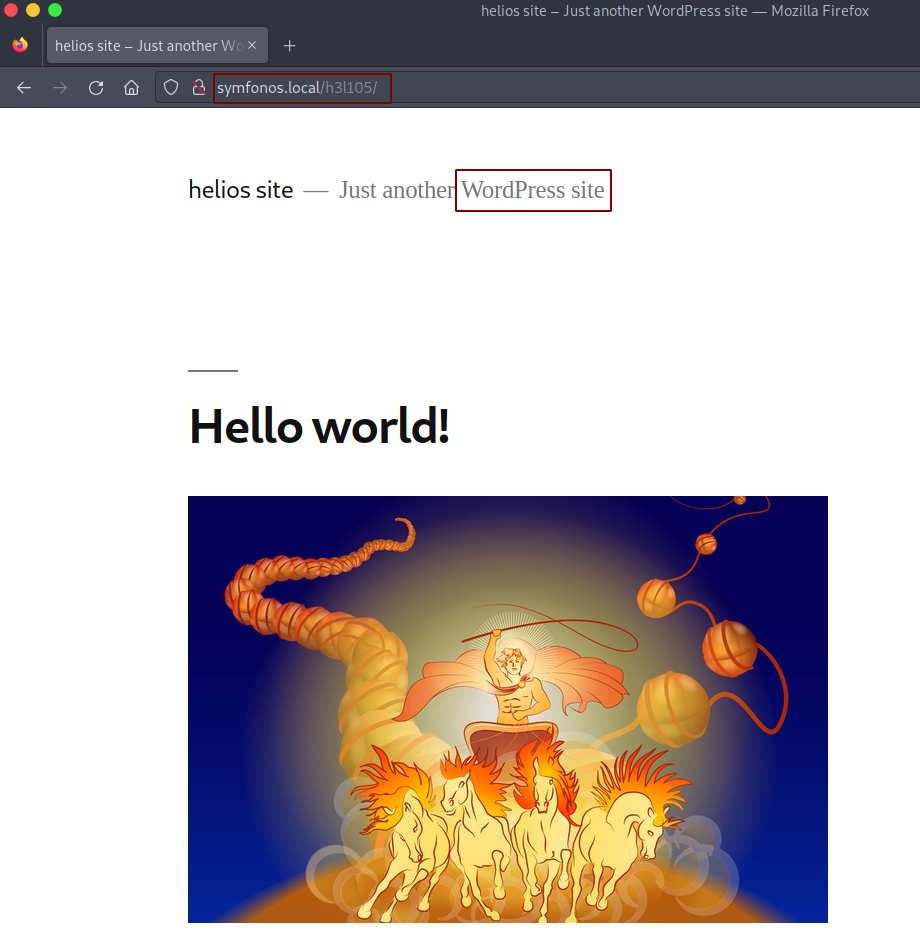 helios site – Just another WordPress site — Mozilla Firefox
helios site – Just another Wo
symfonos.local/h3l105/
helios site — Just another WordPress site
Hello world!